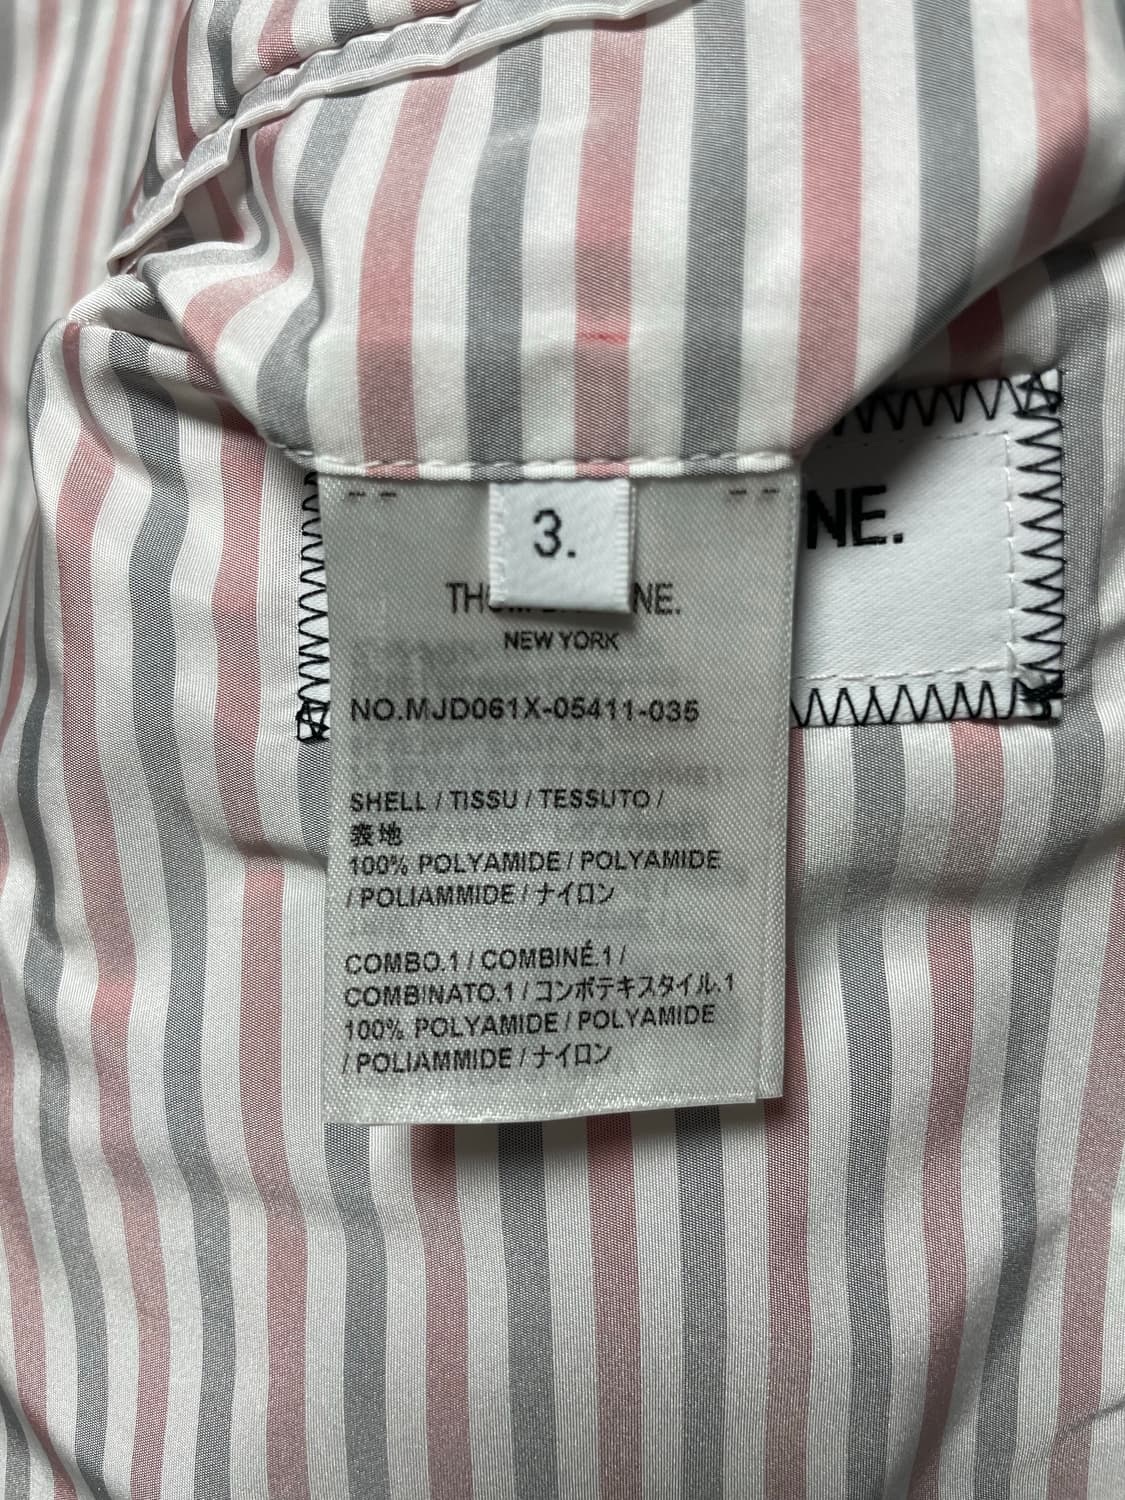 3.
NE.
NEW YORK
NO.MJD061X-05411-035
SHELL / TISSU / TESSUTO /
表地
100% POLYAMIDE / POLYAMIDE
/ POLIAMMIDE / ナイロン
COMBO.1 / COMBINÉ.1 /
COMBINATO.1 / コンボテキスタイル.1
100% POLYAMIDE / POLYAMIDE
/ POLIAMMIDE / ナイロン